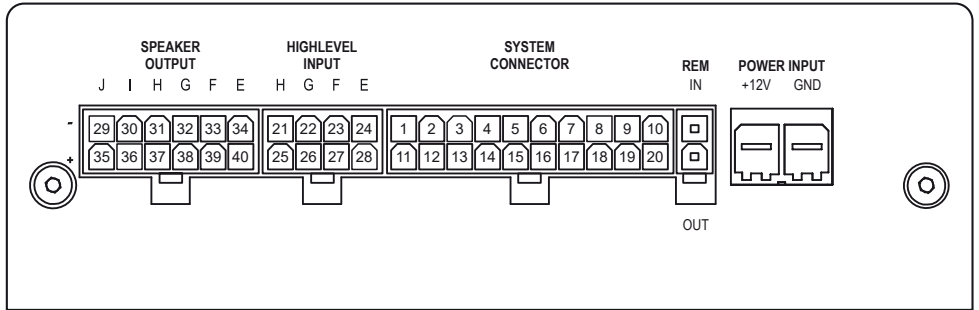 SPEAKER OUTPUT
HIGHLEVEL INPUT
SYSTEM CONNECTOR
REM
POWER INPUT
J I H G F E
H G F E
IN
+12V GND
- 29 30 31 32 33 34
21 22 23 24
1 2 3 4 5 6 7 8 9 10
+ 35 36 37 38 39 40
25 26 27 28
11 12 13 14 15 16 17 18 19 20
OUT